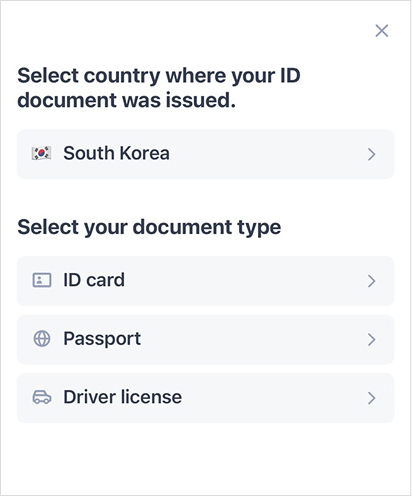 Select country where your ID
document was issued.
South Korea
Select your document type
ID card
Passport
Driver license